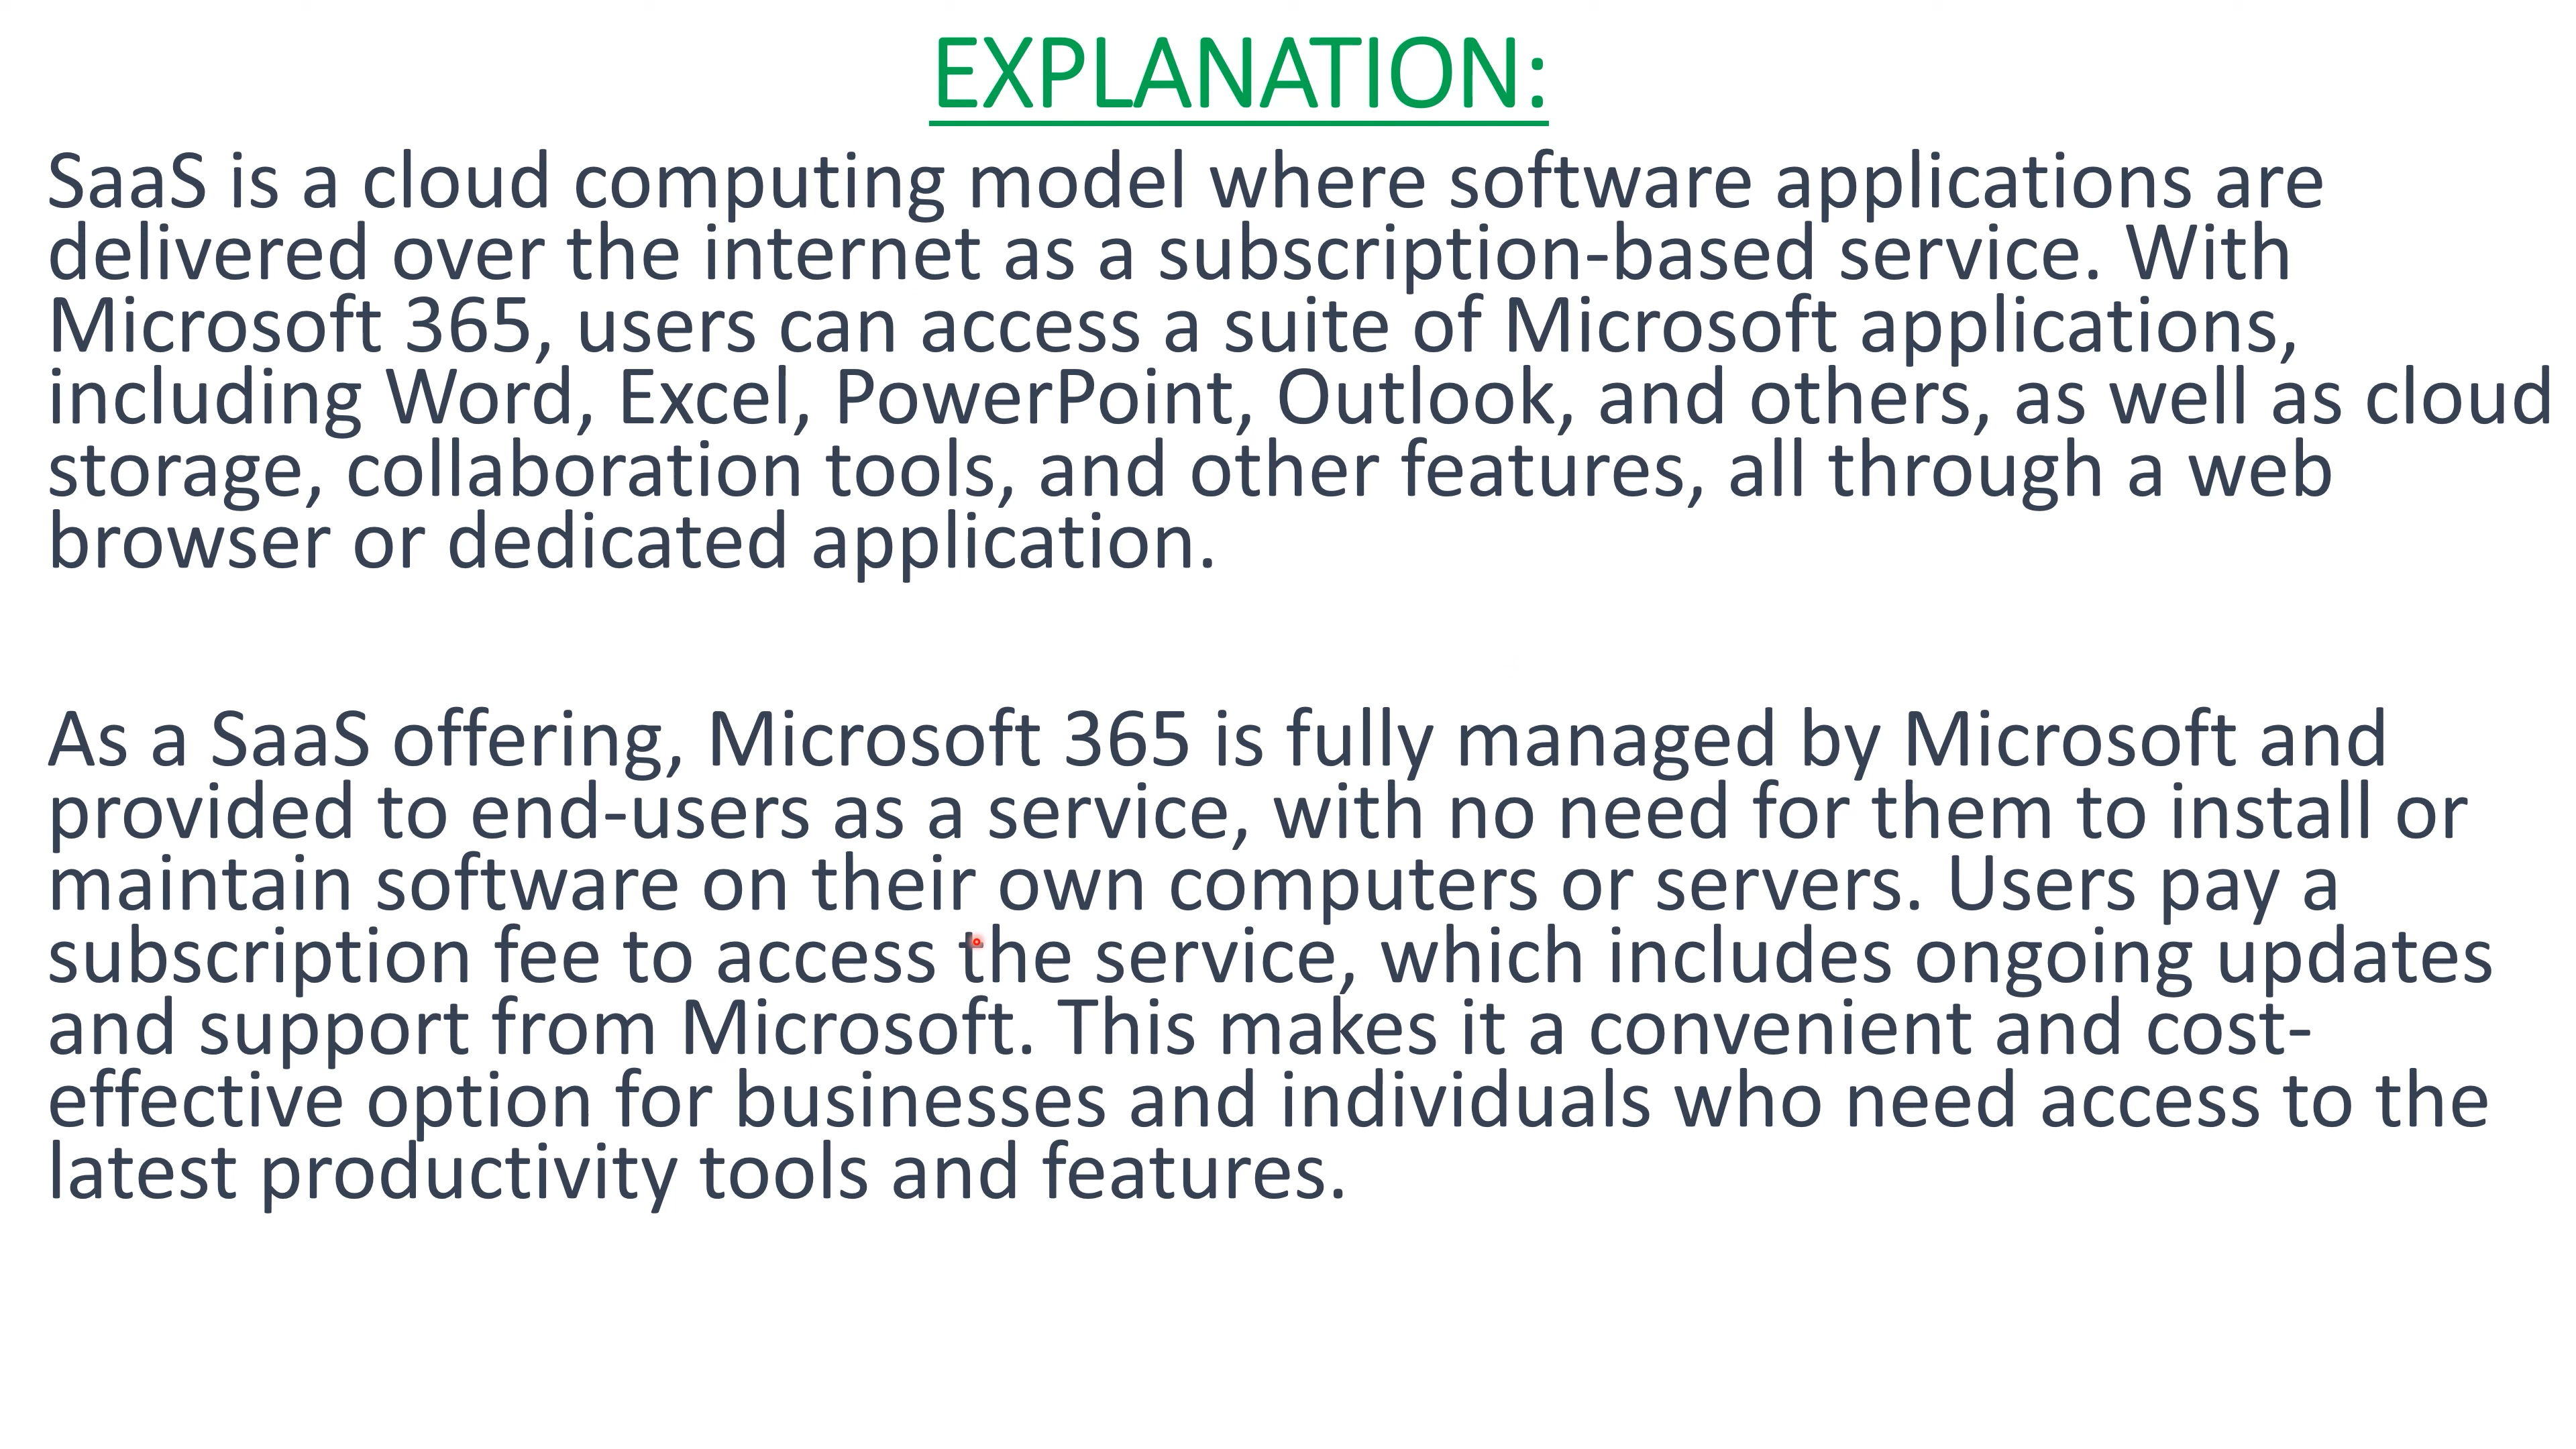 EXPLANATION:
SaaS is a cloud computing model where software applications are
delivered over the internet as a subscription-based service. With
Microsoft 365, users can access a suite of Microsoft applications,
including Word, Excel, PowerPoint, Outlook, and others, as well as cloud
storage, collaboration tools, and other features, all through a web
browser or dedicated application.
As a SaaS offering, Microsoft 365 is fully managed by Microsoft and
provided to end-users as a service, with no need for them to install or
maintain software on their own computers or servers. Users pay a
subscription fee to access the service, which includes ongoing updates
and support from Microsoft. This makes it a convenient and cost-
effective option for businesses and individuals who need access to the
latest productivity tools and features.